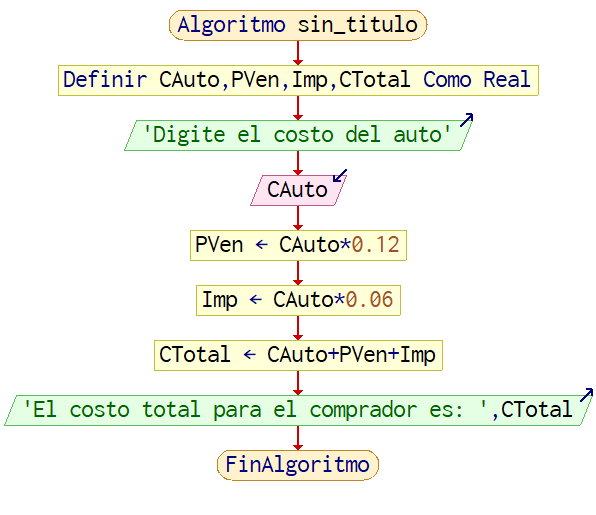 Algoritmo sin_titulo
Definir CAuto,PVen,Imp,CTotal Como Real
'Digite el costo del auto'
CAuto
PVen ← CAuto*0.12
Imp ← CAuto*0.06
CTotal ← CAuto+PVen+Imp
'El costo total para el comprador es: ',CTotal
FinAlgoritmo